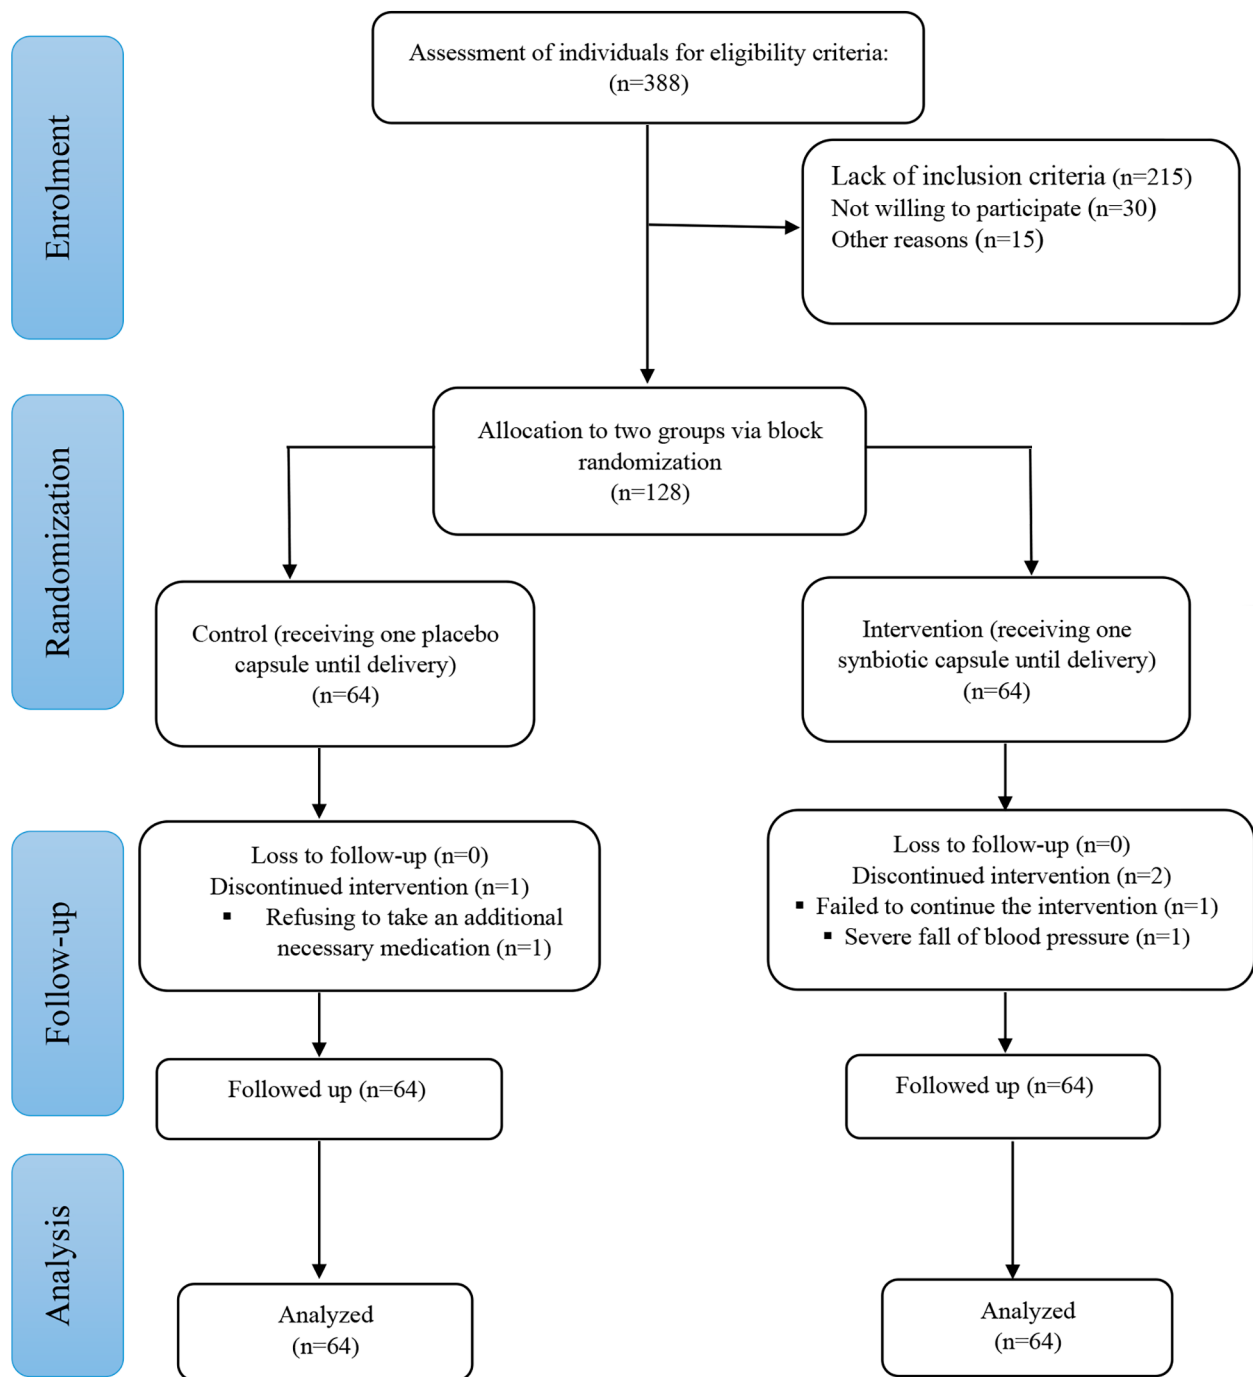 Enrolment
Assessment of individuals for eligibility criteria:
(n=388)
Lack of inclusion criteria (n=215)
Not willing to participate (n=30)
Other reasons (n=15)
Randomization
Allocation to two groups via block
randomization
(n=128)
Control (receiving one placebo
capsule until delivery)
(n=64)
Intervention (receiving one
synbiotic capsule until delivery)
(n=64)
Follow-up
Loss to follow-up (n=0)
Discontinued intervention (n=1)
▪ Refusing to take an additional
necessary medication (n=1)
Loss to follow-up (n=0)
Discontinued intervention (n=2)
▪ Failed to continue the intervention (n=1)
▪ Severe fall of blood pressure (n=1)
Followed up (n=64)
Followed up (n=64)
Analysis
Analyzed
(n=64)
Analyzed
(n=64)